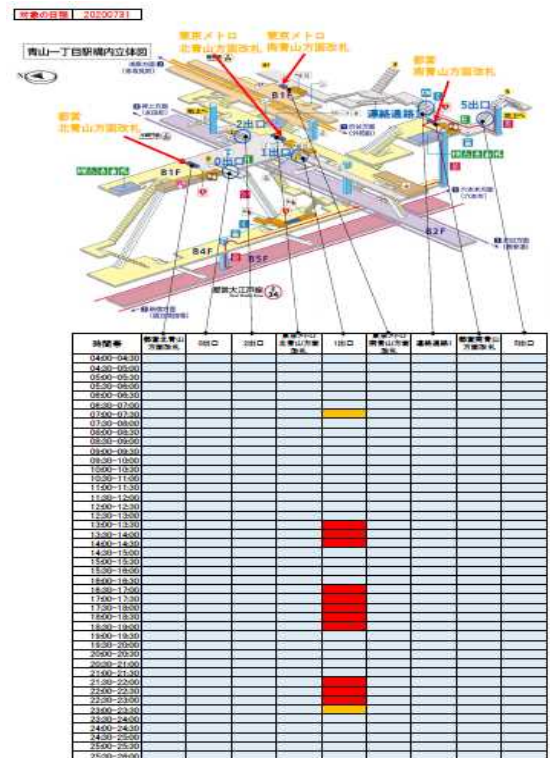 対象の日程 20200731
東京メトロ
北青山方面改札
東京メトロ
南青山方面改札
青山一丁目駅構内立体図
都営
南青山方面改札
都営
北青山方面改札
B1F
5出口
連絡通路1
2出口
1出口
0出口
B1F
B2F
B4F
B5F
都営大江戸線
時間帯 都営北青山方面改札 0出口 2出口 東京メトロ北青山方面改札 1出口 東京メトロ南青山方面改札 連絡通路1 都営南青山方面改札 5出口
04:00-04:30
04:30-05:00
05:00-05:30
05:30-06:00
06:00-06:30
06:30-07:00
07:00-07:30
07:30-08:00
08:00-08:30
08:30-09:00
09:00-09:30
09:30-10:00
10:00-10:30
10:30-11:00
11:00-11:30
11:30-12:00
12:00-12:30
12:30-13:00
13:00-13:30
13:30-14:00
14:00-14:30
14:30-15:00
15:00-15:30
15:30-16:00
16:00-16:30
16:30-17:00
17:00-17:30
17:30-18:00
18:00-18:30
18:30-19:00
19:00-19:30
19:30-20:00
20:00-20:30
20:30-21:00
21:00-21:30
21:30-22:00
22:00-22:30
22:30-23:00
23:00-23:30
23:30-24:00
24:00-24:30
24:30-25:00
25:00-25:30
25:30-26:00